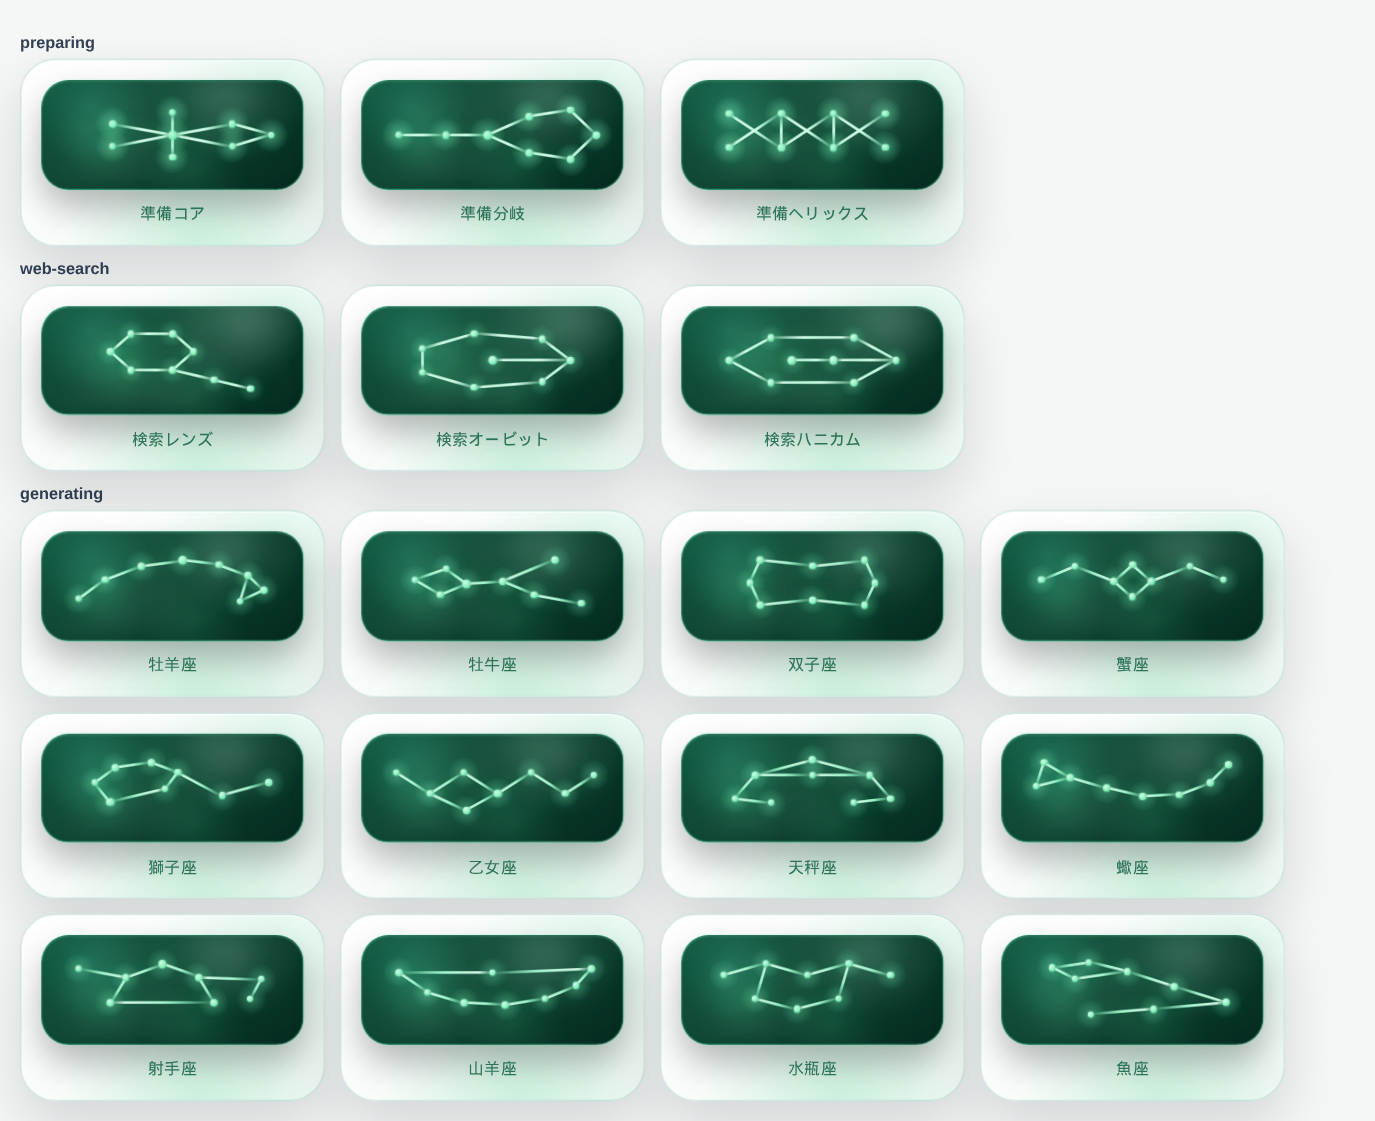 preparing
準備コア
準備分岐
準備ヘリックス
web-search
検索レンズ
検索オービット
検索ハニカム
generating
牡羊座
牡牛座
双子座
蟹座
獅子座
乙女座
天秤座
蠍座
射手座
山羊座
水瓶座
魚座